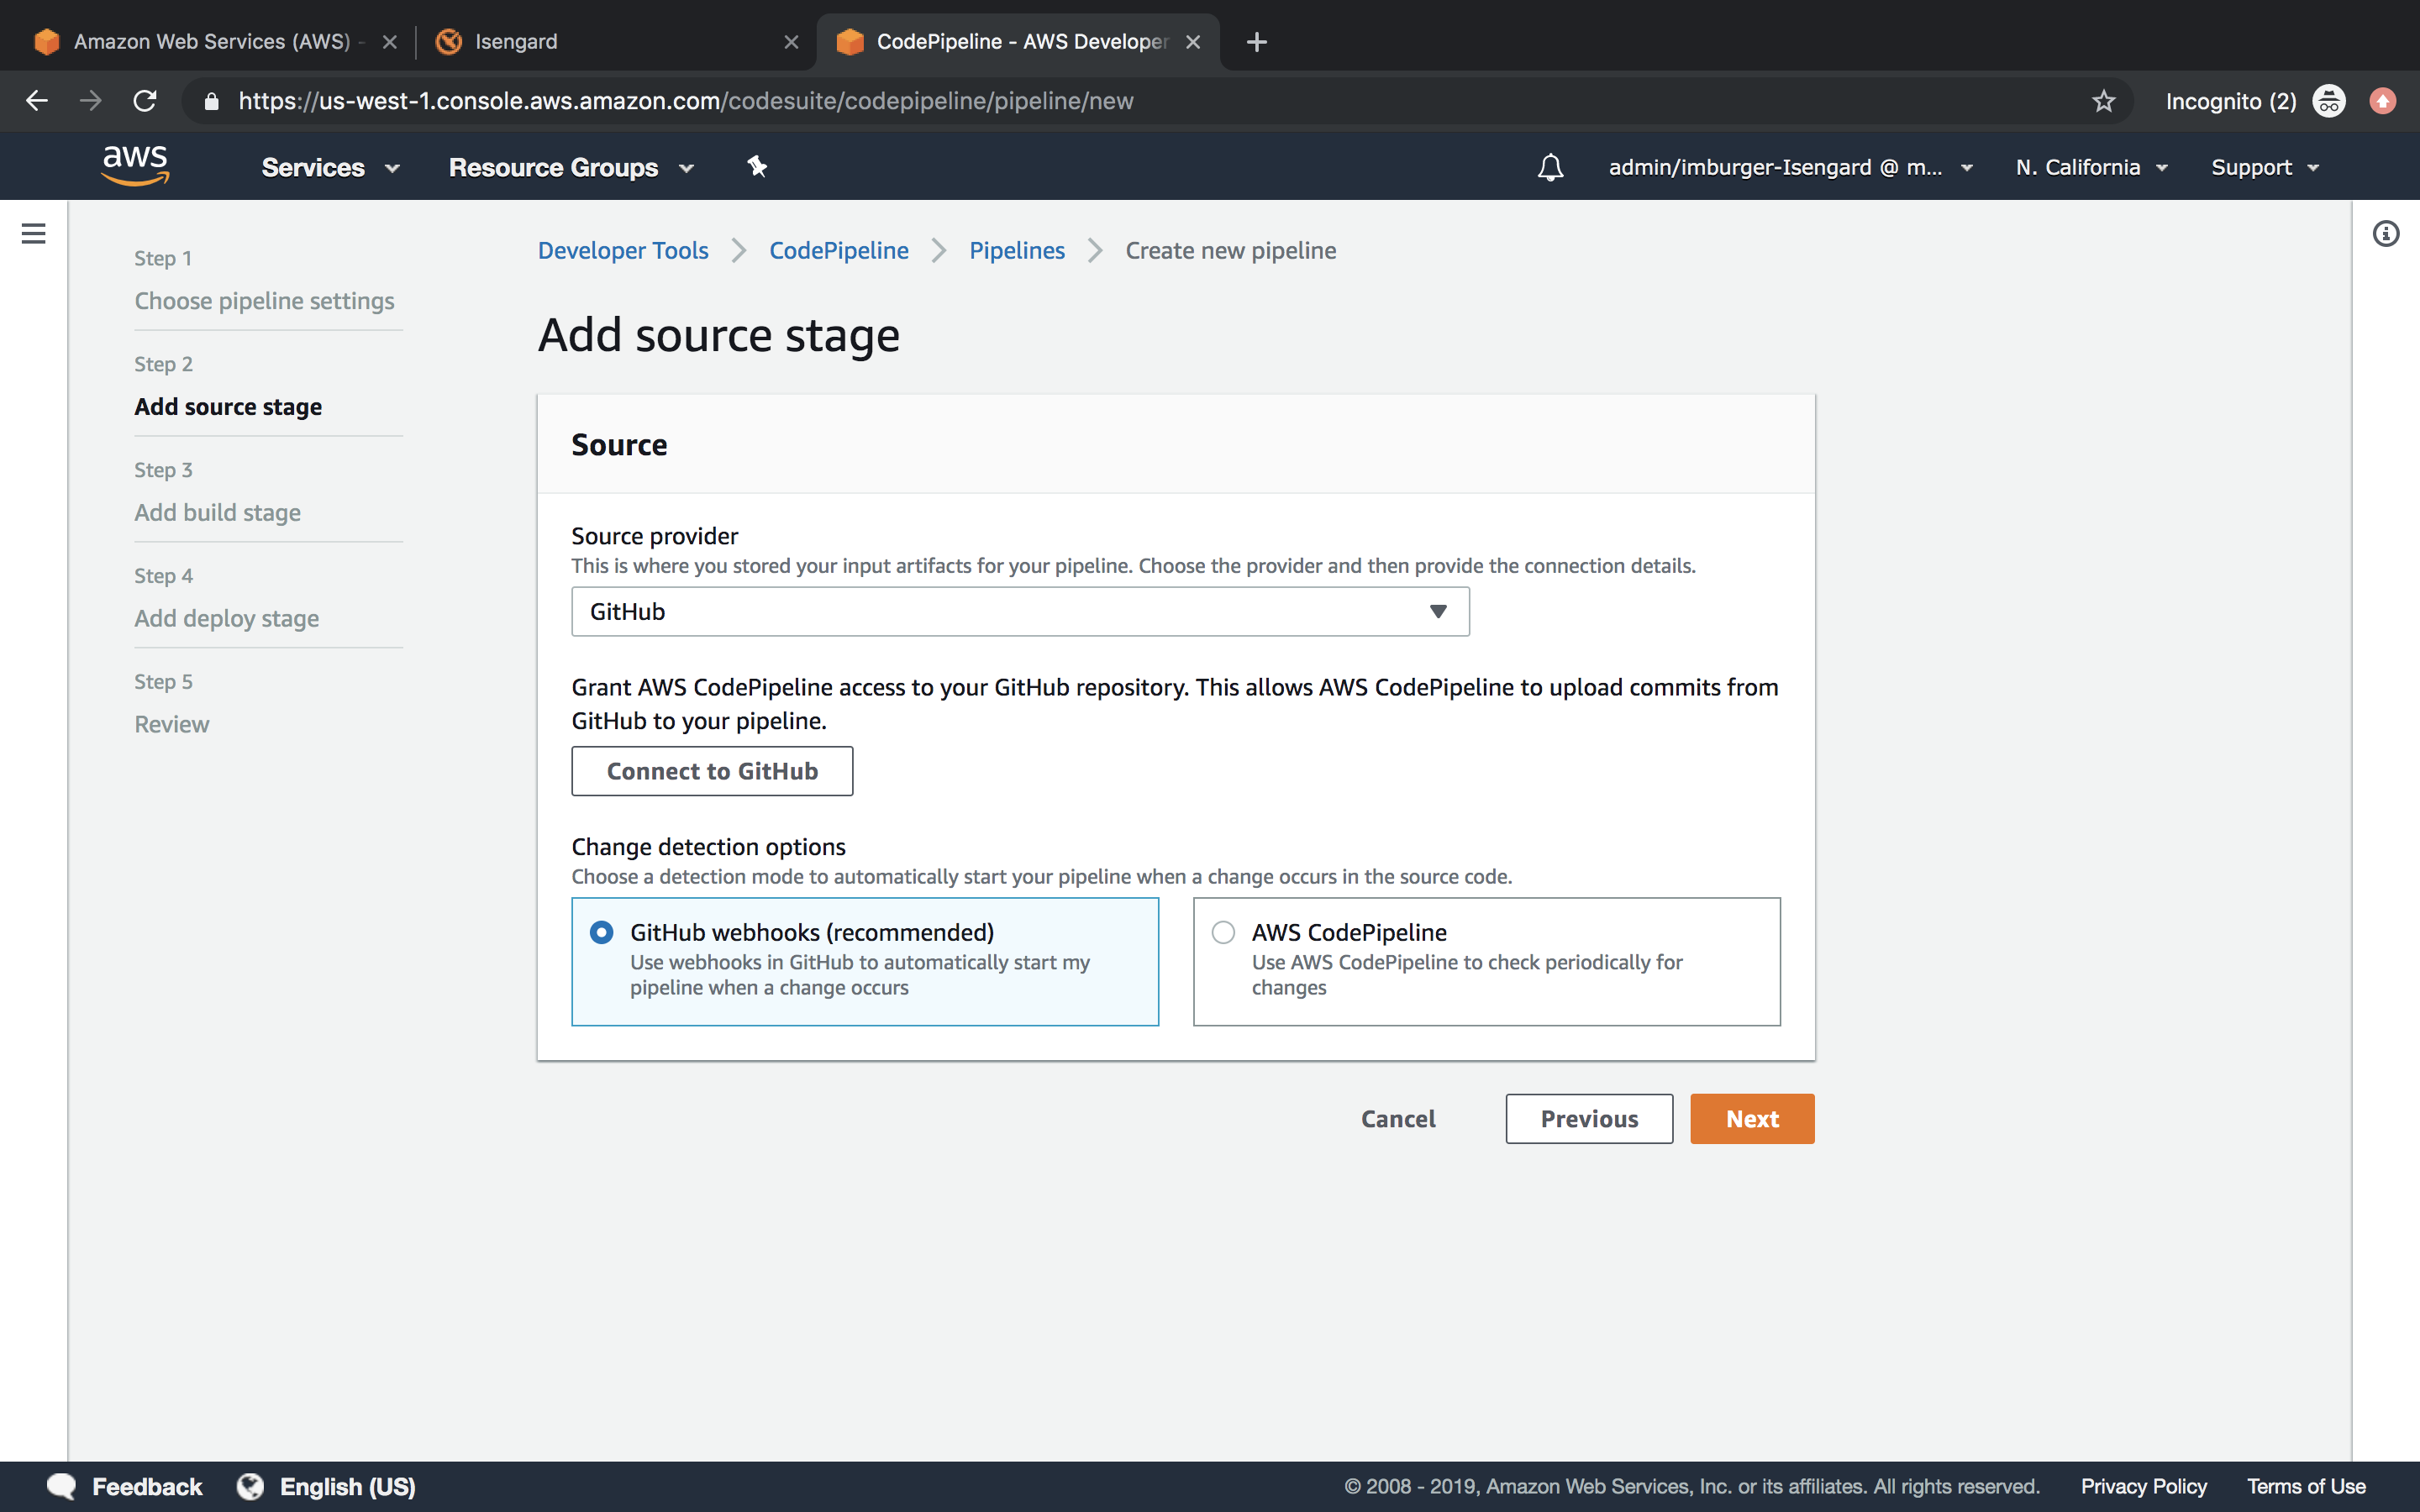 Amazon Web Services (AWS) -
Isengard
CodePipeline - AWS Developer
https://us-west-1.console.aws.amazon.com/codesuite/codepipeline/pipeline/new
Incognito (2)
aws
Services
Resource Groups
admin/imburger-Isengard @ m...
N. California
Support
Step 1
Choose pipeline settings
Step 2
Add source stage
Step 3
Add build stage
Step 4
Add deploy stage
Step 5
Review
Developer Tools
CodePipeline
Pipelines
Create new pipeline
Add source stage
Source
Source provider
This is where you stored your input artifacts for your pipeline. Choose the provider and then provide the connection details.
GitHub
Grant AWS CodePipeline access to your GitHub repository. This allows AWS CodePipeline to upload commits from
GitHub to your pipeline.
Connect to GitHub
Change detection options
Choose a detection mode to automatically start your pipeline when a change occurs in the source code.
GitHub webhooks (recommended)
Use webhooks in GitHub to automatically start my
pipeline when a change occurs
AWS CodePipeline
Use AWS CodePipeline to check periodically for
changes
Cancel
Previous
Next
Feedback
English (US)
© 2008 - 2019, Amazon Web Services, Inc. or its affiliates. All rights reserved.
Privacy Policy
Terms of Use